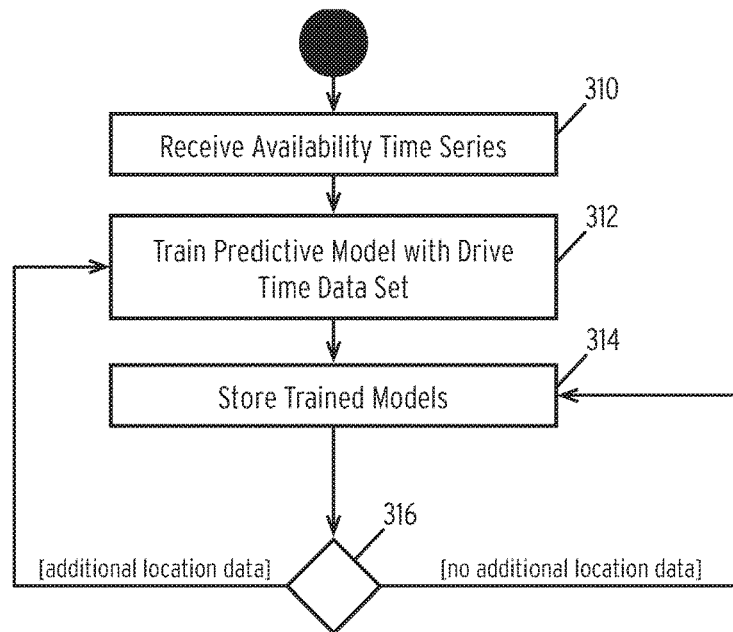 310
Receive Availability Time Series
312
Train Predictive Model with Drive
Time Data Set
314
Store Trained Models
316
[additional location data]
[no additional location data]